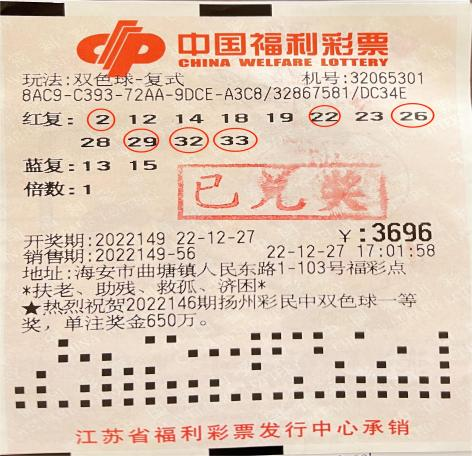 中国福利彩票
CHINA WELFARE LOTTERY
玩法:双色球-复式 机号:32065301
8AC9-C393-72AA-9DCE-A3C8/32867581/DC34E
红复: 2 12 14 18 19 22 23 26
28 29 32 33
蓝复: 13 15
倍数: 1
已兑奖
开奖期:2022149 22-12-27 ¥:3696
销售期:2022149-56 22-12-27 17:01:58
地址:海安市曲塘镇人民东路1-103号福彩点
*扶老、助残、救孤、济困*
★热烈祝贺2022146期扬州彩民中双色球一等
奖，单注奖金650万。
江苏省福利彩票发行中心承销